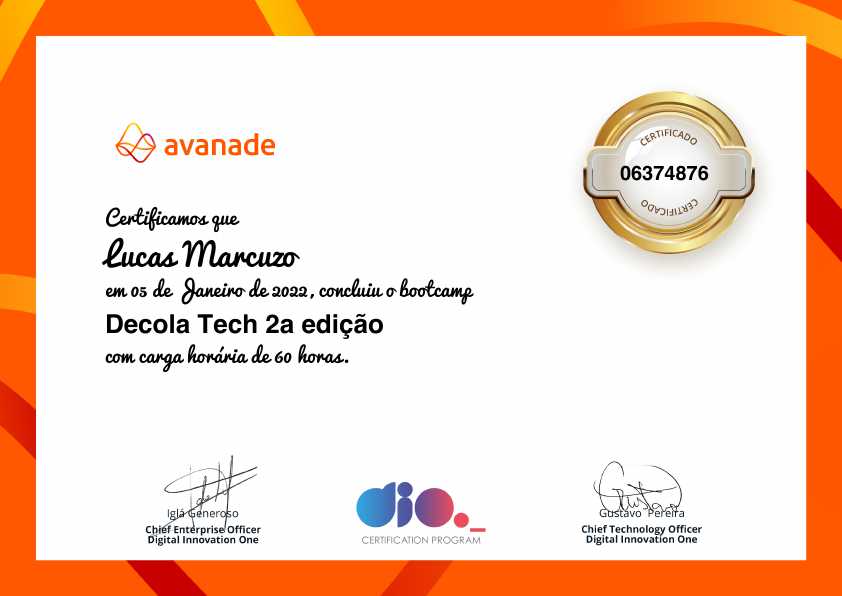 avanade
CERTIFICADO
06374876
CERTIFICADO
Certificamos que
Lucas Marcuzo
em 05 de Janeiro de 2022, concluiu o bootcamp
Decola Tech 2a edição
com carga horária de 60 horas.
Iglá Generoso
Chief Enterprise Officer
Digital Innovation One
dio._
CERTIFICATION PROGRAM
Gustavo Pereira
Chief Technology Officer
Digital Innovation One